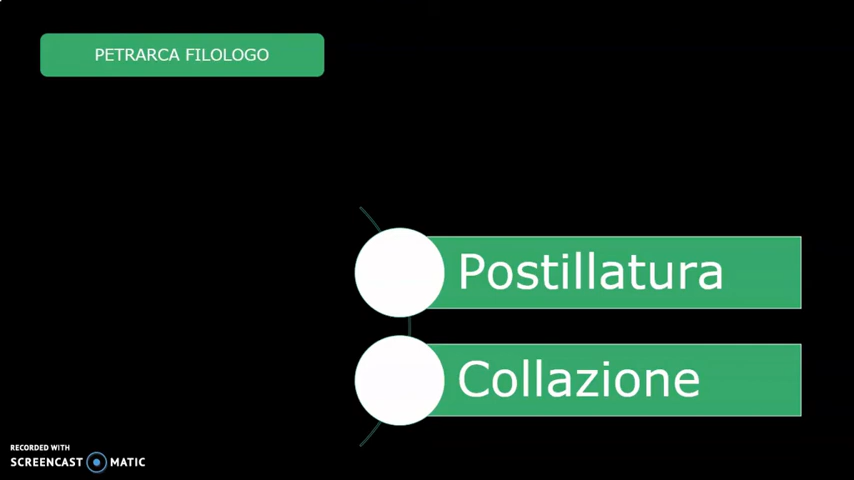 PETRARCA FILOLOGO
Postillatura
Collazione
RECORDED WITH
SCREENCAST MATIC